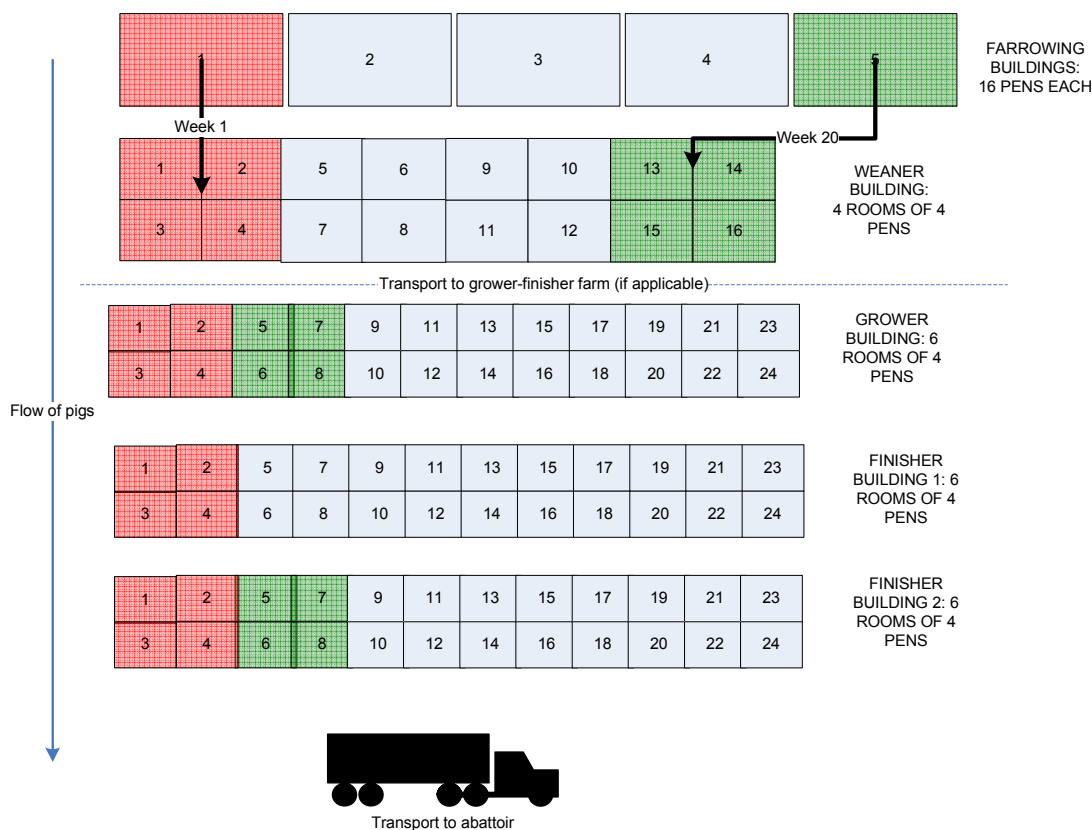 1 2 3 4 5
FARROWING
BUILDINGS:
16 PENS EACH
Week 1
Week 20
1 2 5 6 9 10 13 14
3 4 7 8 11 12 15 16
WEANER
BUILDING:
4 ROOMS OF 4
PENS
Transport to grower-finisher farm (if applicable)
1 2 5 7 9 11 13 15 17 19 21 23
3 4 6 8 10 12 14 16 18 20 22 24
GROWER
BUILDING: 6
ROOMS OF 4
PENS
Flow of pigs
1 2 5 7 9 11 13 15 17 19 21 23
3 4 6 8 10 12 14 16 18 20 22 24
FINISHER
BUILDING 1: 6
ROOMS OF 4
PENS
1 2 5 7 9 11 13 15 17 19 21 23
3 4 6 8 10 12 14 16 18 20 22 24
FINISHER
BUILDING 2: 6
ROOMS OF 4
PENS
Transport to abattoir